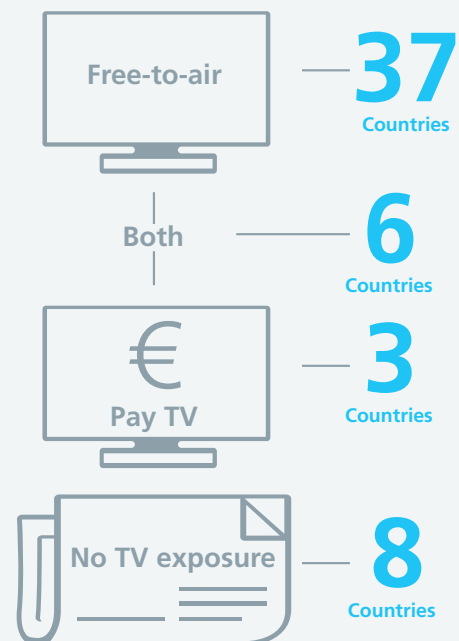 Free-to-air
37
Countries
Both
6
Countries
€
Pay TV
3
Countries
No TV exposure
8
Countries